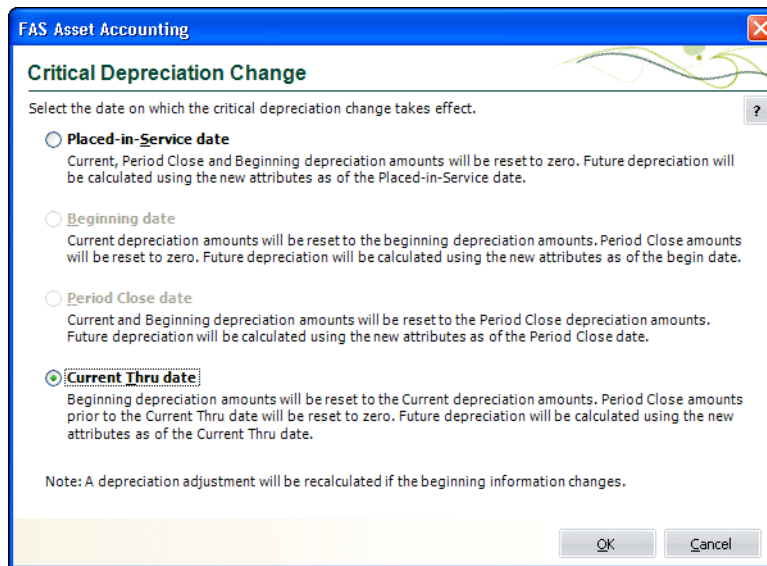 FAS Asset Accounting
Critical Depreciation Change
Select the date on which the critical depreciation change takes effect.
?
Placed-in-Service date
Current, Period Close and Beginning depreciation amounts will be reset to zero. Future depreciation will
be calculated using the new attributes as of the Placed-in-Service date.
Beginning date
Current depreciation amounts will be reset to the beginning depreciation amounts. Period Close amounts
will be reset to zero. Future depreciation will be calculated using the new attributes as of the begin date.
Period Close date
Current and Beginning depreciation amounts will be reset to the Period Close depreciation amounts.
Future depreciation will be calculated using the new attributes as of the Period Close date.
Current Thru date
Beginning depreciation amounts will be reset to the Current depreciation amounts. Period Close amounts
prior to the Current Thru date will be reset to zero. Future depreciation will be calculated using the new
attributes as of the Current Thru date.
Note: A depreciation adjustment will be recalculated if the beginning information changes.
OK Cancel